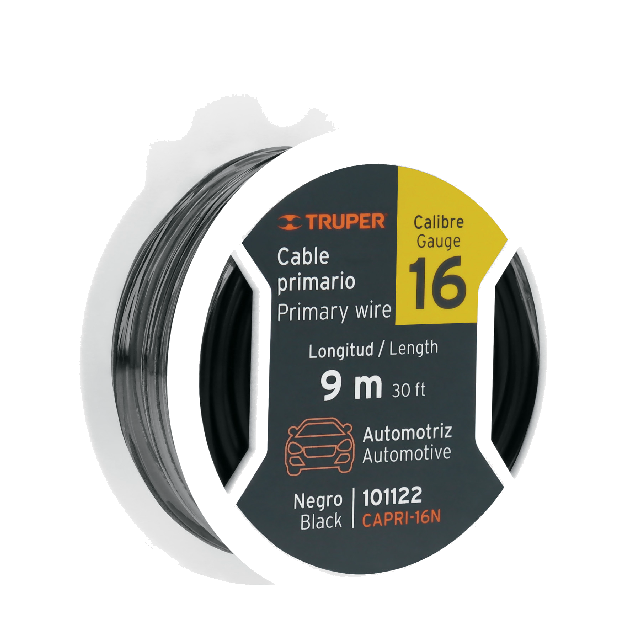 TRUPER
Calibre
Gauge
16
Cable
primario
Primary wire
Longitud / Length
9 m 30 ft
Automotriz
Automotive
Negro
Black
101122
CAPRI-16N